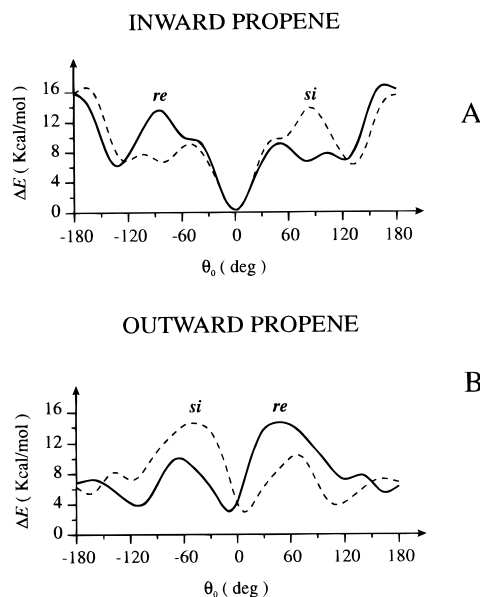 INWARD PROPENE
A
re
si
16
12
8
4
0
ΔE ( Kcal/mol )
-180 -120 -60 0 60 120 180
θ₀ ( deg )
OUTWARD PROPENE
B
si
re
16
12
8
4
0
ΔE ( Kcal/mol )
-180 -120 -60 0 60 120 180
θ₀ ( deg )